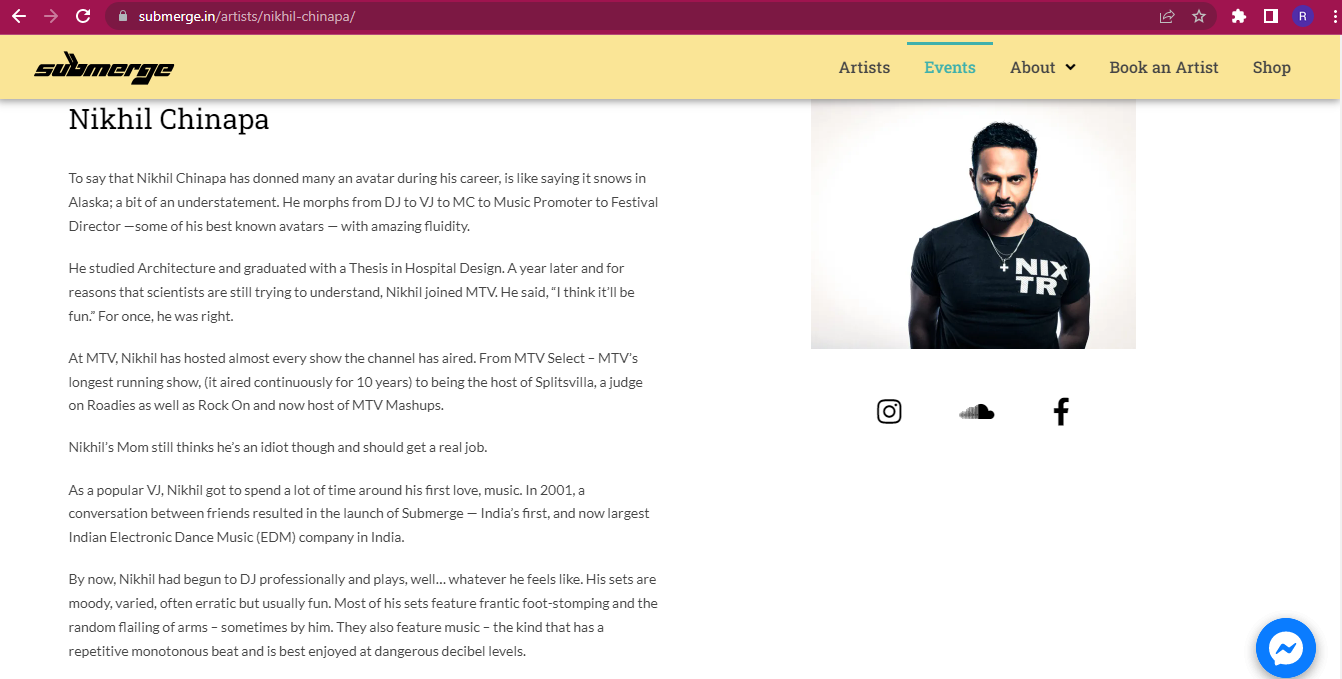 submerge.in/artists/nikhil-chinapa/
R
submerge
Artists Events About Book an Artist Shop
Nikhil Chinapa
To say that Nikhil Chinapa has donned many an avatar during his career, is like saying it snows in
Alaska; a bit of an understatement. He morphs from DJ to VJ to MC to Music Promoter to Festival
Director —some of his best known avatars — with amazing fluidity.
He studied Architecture and graduated with a Thesis in Hospital Design. A year later and for
reasons that scientists are still trying to understand, Nikhil joined MTV. He said, “I think it’ll be
fun.” For once, he was right.
At MTV, Nikhil has hosted almost every show the channel has aired. From MTV Select – MTV’s
longest running show, (it aired continuously for 10 years) to being the host of Splitsvilla, a judge
on Roadies as well as Rock On and now host of MTV Mashups.
Nikhil’s Mom still thinks he’s an idiot though and should get a real job.
As a popular VJ, Nikhil got to spend a lot of time around his first love, music. In 2001, a
conversation between friends resulted in the launch of Submerge — India’s first, and now largest
Indian Electronic Dance Music (EDM) company in India.
By now, Nikhil had begun to DJ professionally and plays, well… whatever he feels like. His sets are
moody, varied, often erratic but usually fun. Most of his sets feature frantic foot-stomping and the
random flailing of arms – sometimes by him. They also feature music – the kind that has a
repetitive monotonous beat and is best enjoyed at dangerous decibel levels.
NIX
TR